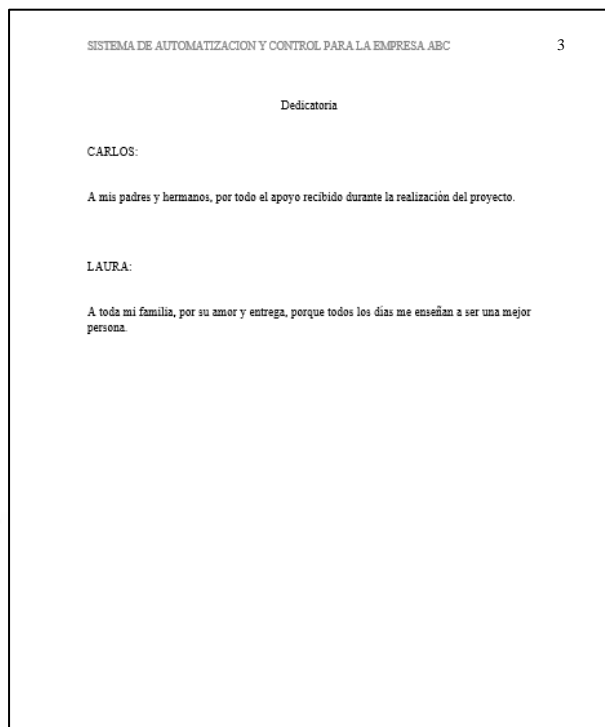 SISTEMA DE AUTOMATIZACION Y CONTROL PARA LA EMPRESA ABC 3
Dedicatoria
CARLOS:
A mis padres y hermanos, por todo el apoyo recibido durante la realización del proyecto.
LAURA:
A toda mi familia, por su amor y entrega, porque todos los días me enseñan a ser una mejor
persona.